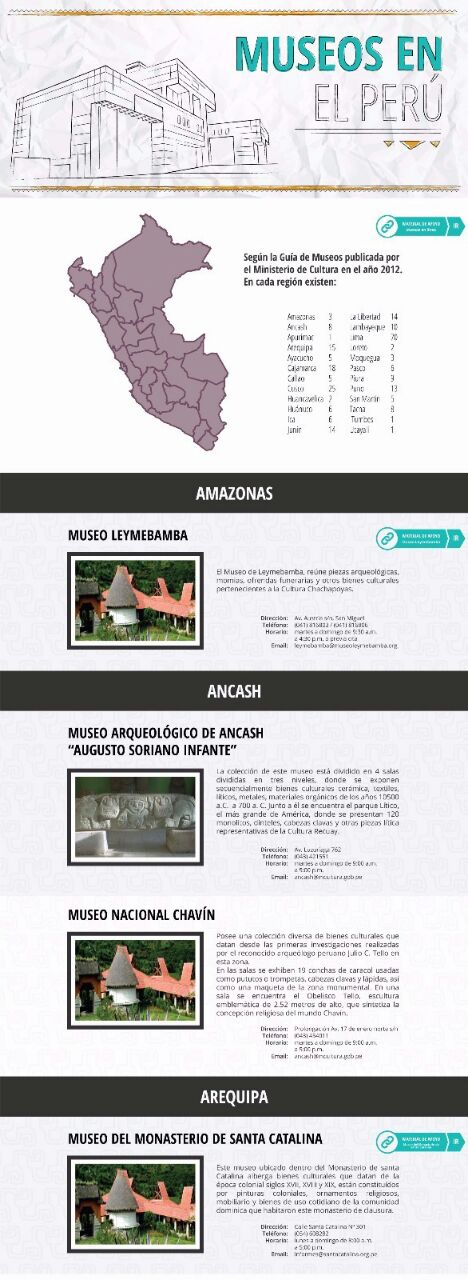 MUSEOS EN
EL PERÚ
MATERIAL DE APOYO
IR
Según la Guía de Museos publicada por
el Ministerio de Cultura en el año 2012.
En cada región existen:
Amazonas 3 La Libertad 14
Ancash 8 Lambayeque 10
Apurimac 1 Lima 70
Arequipa 15 Loreto 2
Ayacucho 5 Moquegua 3
Cajamarca 18 Pasco 6
Callao 5 Piura 9
Cusco 25 Puno 13
Huancavelica 2 San Martín 5
Huánuco 6 Tacna 8
Ica 6 Tumbes 1
Junín 14 Ucayali 1
AMAZONAS
MUSEO LEYMEBAMBA
MATERIAL DE APOYO
IR
El Museo de Leymebamba, reúne piezas arqueológicas,
momias, ofrendas funerarias y otros bienes culturales
pertenecientes a la Cultura Chachapoyas.
Dirección: Av. Austria s/n. San Miguel
Teléfono: (041) 816803 / (041) 816806
Horario: martes a domingo de 9:30 a.m.
a 4:30 p.m. o previa cita
Email: leymebamba@museoleymebamba.org
ANCASH
MUSEO ARQUEOLÓGICO DE ANCASH
“AUGUSTO SORIANO INFANTE”
La colección de este museo está dividido en 4 salas
divididas en tres niveles, donde se exponen
secuencialmente bienes culturales cerámica, textiles,
líticos, metales, materiales orgánicos de los años 10500
a.C. a 700 a. C. Junto a él se encuentra el parque Lítico,
el más grande de América, donde se presentan 120
monolitos, dinteles, cabezas clavas y otras piezas lítica
representativas de la Cultura Recuay.
Dirección: Av. Luzuriaga 762
Teléfono: (043) 421551
Horario: martes a domingo de 9:00 a.m.
a 5:00 p.m.
Email: ancash@mcultura.gob.pe
MUSEO NACIONAL CHAVÍN
Posee una colección diversa de bienes culturales que
datan desde las primeras investigaciones realizadas
por el reconocido arqueólogo peruano Julio C. Tello en
esta zona.
En las salas se exhiben 19 conchas de caracol usadas
como pututos o trompetas, cabezas clavas y lápidas, así
como una maqueta de la zona monumental. En una
sala se encuentra el Obelisco Tello, escultura
emblemática de 2.52 metros de alto, que sintetiza la
concepción religiosa del mundo Chavín.
Dirección: Prolongación Av. 17 de enero norte s/n
Teléfono: (043) 454011
Horario: martes a domingo de 9:00 a.m.
a 5:00 p.m.
Email: ancash@mcultura.gob.pe
AREQUIPA
MUSEO DEL MONASTERIO DE SANTA CATALINA
MATERIAL DE APOYO
IR
Este museo ubicado dentro del Monasterio de santa
Catalina alberga bienes culturales que datan de la
época colonial siglos XVII, XVIII y XIX, están constituidos
por pinturas coloniales, ornamentos religiosos,
mobiliario y bienes de uso cotidiano de la comunidad
dominica que habitaron este monasterio de clausura.
Dirección: Calle Santa Catalina Nº 301
Teléfono: (054) 608282
Horario: lunes a domingo de 8:00 a.m.
a 5:00 p.m.
Email: informes@santacatalina.org.pe